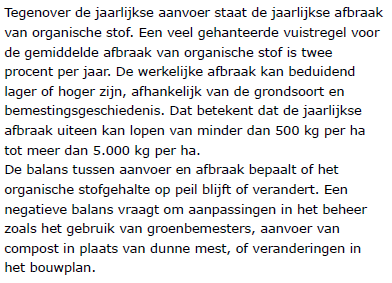 Tegenover de jaarlijkse aanvoer staat de jaarlijkse afbraak
van organische stof. Een veel gehanteerde vuistregel voor
de gemiddelde afbraak van organische stof is twee
procent per jaar. De werkelijke afbraak kan beduidend
lager of hoger zijn, afhankelijk van de grondsoort en
bemestingsgeschiedenis. Dat betekent dat de jaarlijkse
afbraak uiteen kan lopen van minder dan 500 kg per ha
tot meer dan 5.000 kg per ha.
De balans tussen aanvoer en afbraak bepaalt of het
organische stofgehalte op peil blijft of verandert. Een
negatieve balans vraagt om aanpassingen in het beheer
zoals het gebruik van groenbemesters, aanvoer van
compost in plaats van dunne mest, of veranderingen in
het bouwplan.